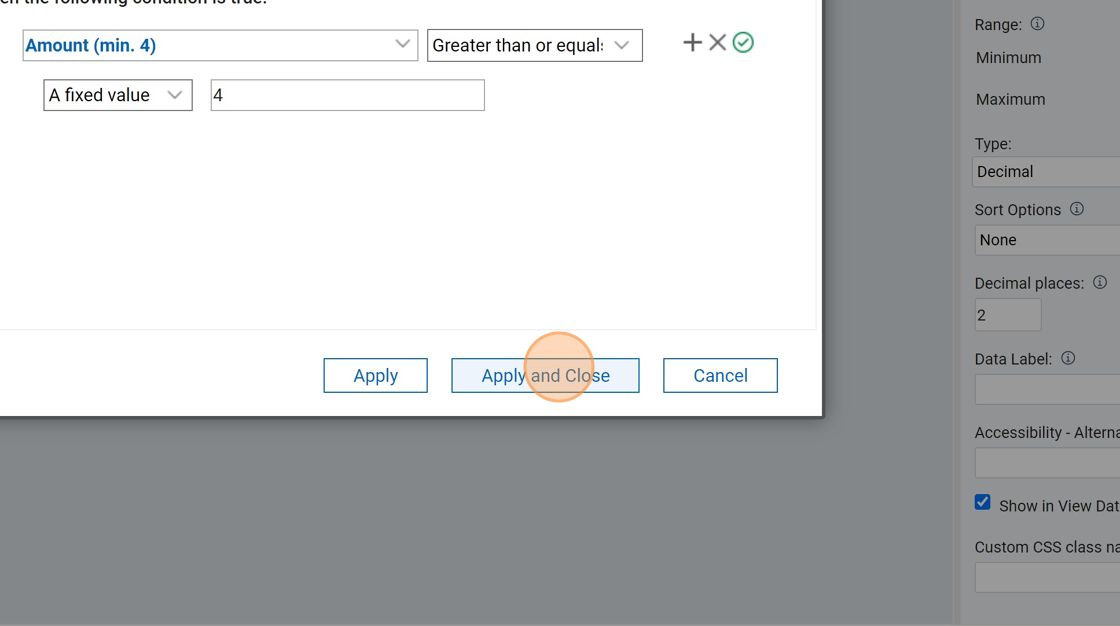 the following condition is true:
Amount (min. 4)
Greater than or equal
A fixed value
4
Apply
Apply and Close
Cancel
Range:
Minimum
Maximum
Type:
Decimal
Sort Options
None
Decimal places:
2
Data Label:
Accessibility - Alterna
Show in View Dat
Custom CSS class na